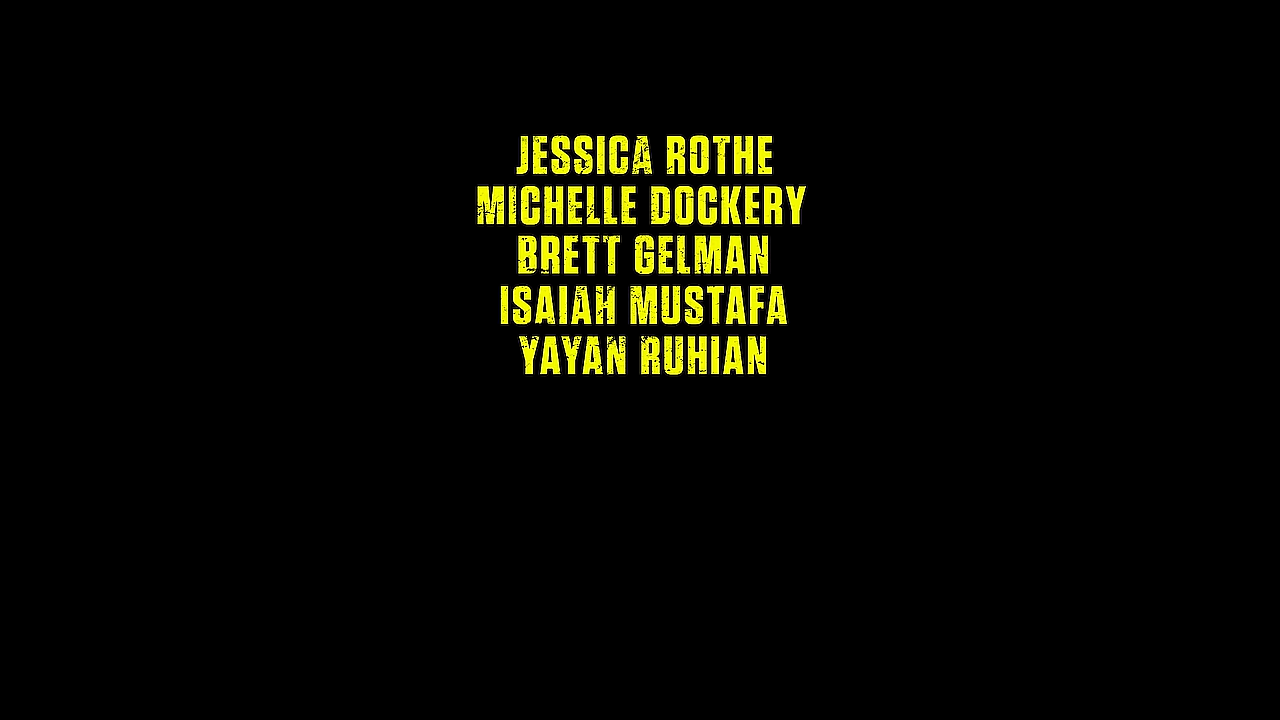 JESSICA ROTHE
MICHELLE DOCKERY
BRETT GELMAN
ISAIAH MUSTAFA
YAYAN RUHIAN